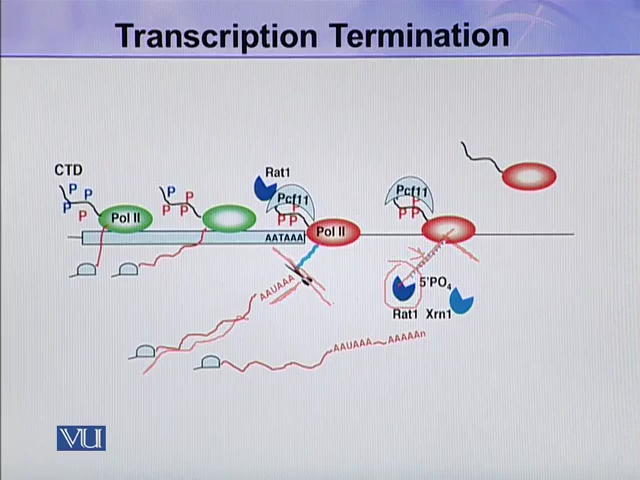 Transcription Termination
CTD
P P P P
Pol II
P P P
Rat1
Pcf11
P P P
AATAAA
Pol II
Pcf11
P P P
AAUAAA
5'PO4
Rat1 Xrn1
AAUAAA AAAAAn
VU